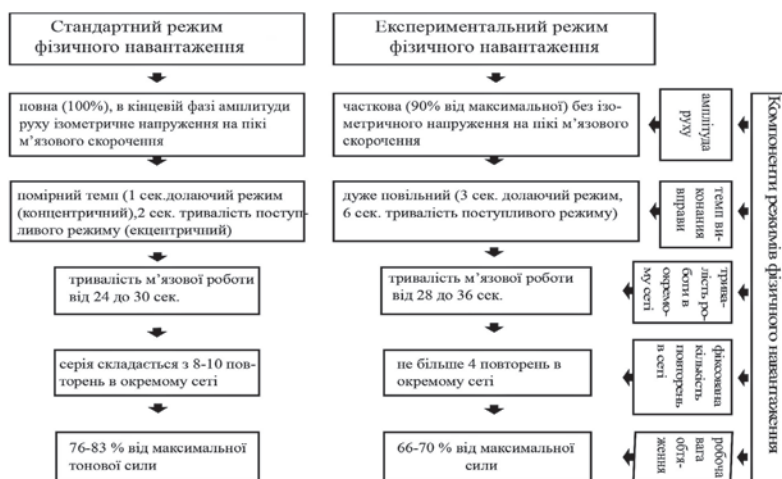 Стандартний режим
фізичного навантаження
Експериментальний режим
фізичного навантаження
повна (100%), в кінцевій фазі амплитуди
руху ізометричне напруження на пікі
м’язового скорочення
часткова (90% від максимальної) без ізо-
метричного напруження на пікі м’язового
скорочення
амплітуда
руху
помірний темп (1 сек.долаючий режим
(концентричний),2 сек. тривалість поступ-
ливого режиму (екцентричний)
дуже повільний (3 сек. долаючий режим,
6 сек. тривалість поступливого режиму)
темп ви-
конання
вправи
тривалість м’язової роботи
від 24 до 30 сек.
тривалість м’язової роботи
від 28 до 36 сек.
трива-
лість ро-
боти в
окремо-
му сеті
серія складається з 8-10 пов-
торень в окремому сеті
не більше 4 повторень в
окремому сеті
фіксована
кількість
повторень
в сеті
76-83 % від максимальної
тонової сили
66-70 % від максимальної
сили
робоча
вага
обтя-
ження
Компоненти режимів фізичного навантаження